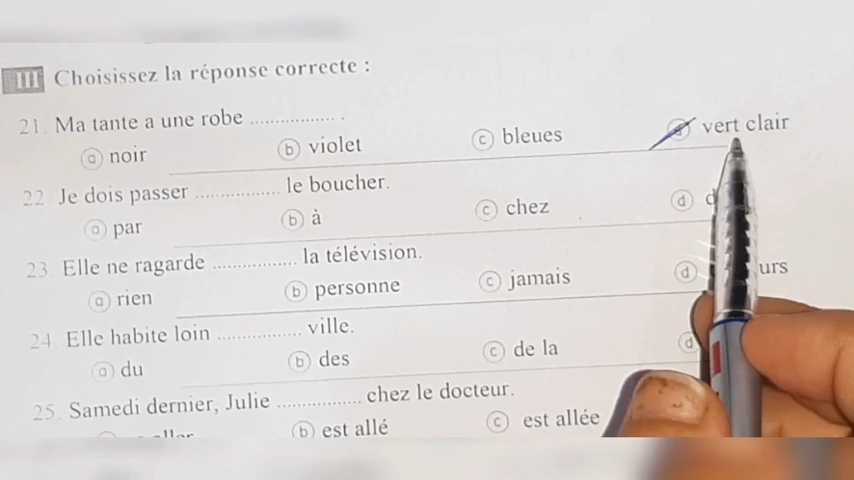 III Choisissez la réponse correcte :
21. Ma tante a une robe ................. .
a noir b violet c bleues d vert clair
22. Je dois passer ................. le boucher.
a par b à c chez d
23. Elle ne ragarde ................. la télévision.
a rien b personne c jamais d
24. Elle habite loin ................. ville.
a du b des c de la d
25. Samedi dernier, Julie ................. chez le docteur.
b est allé c est allée